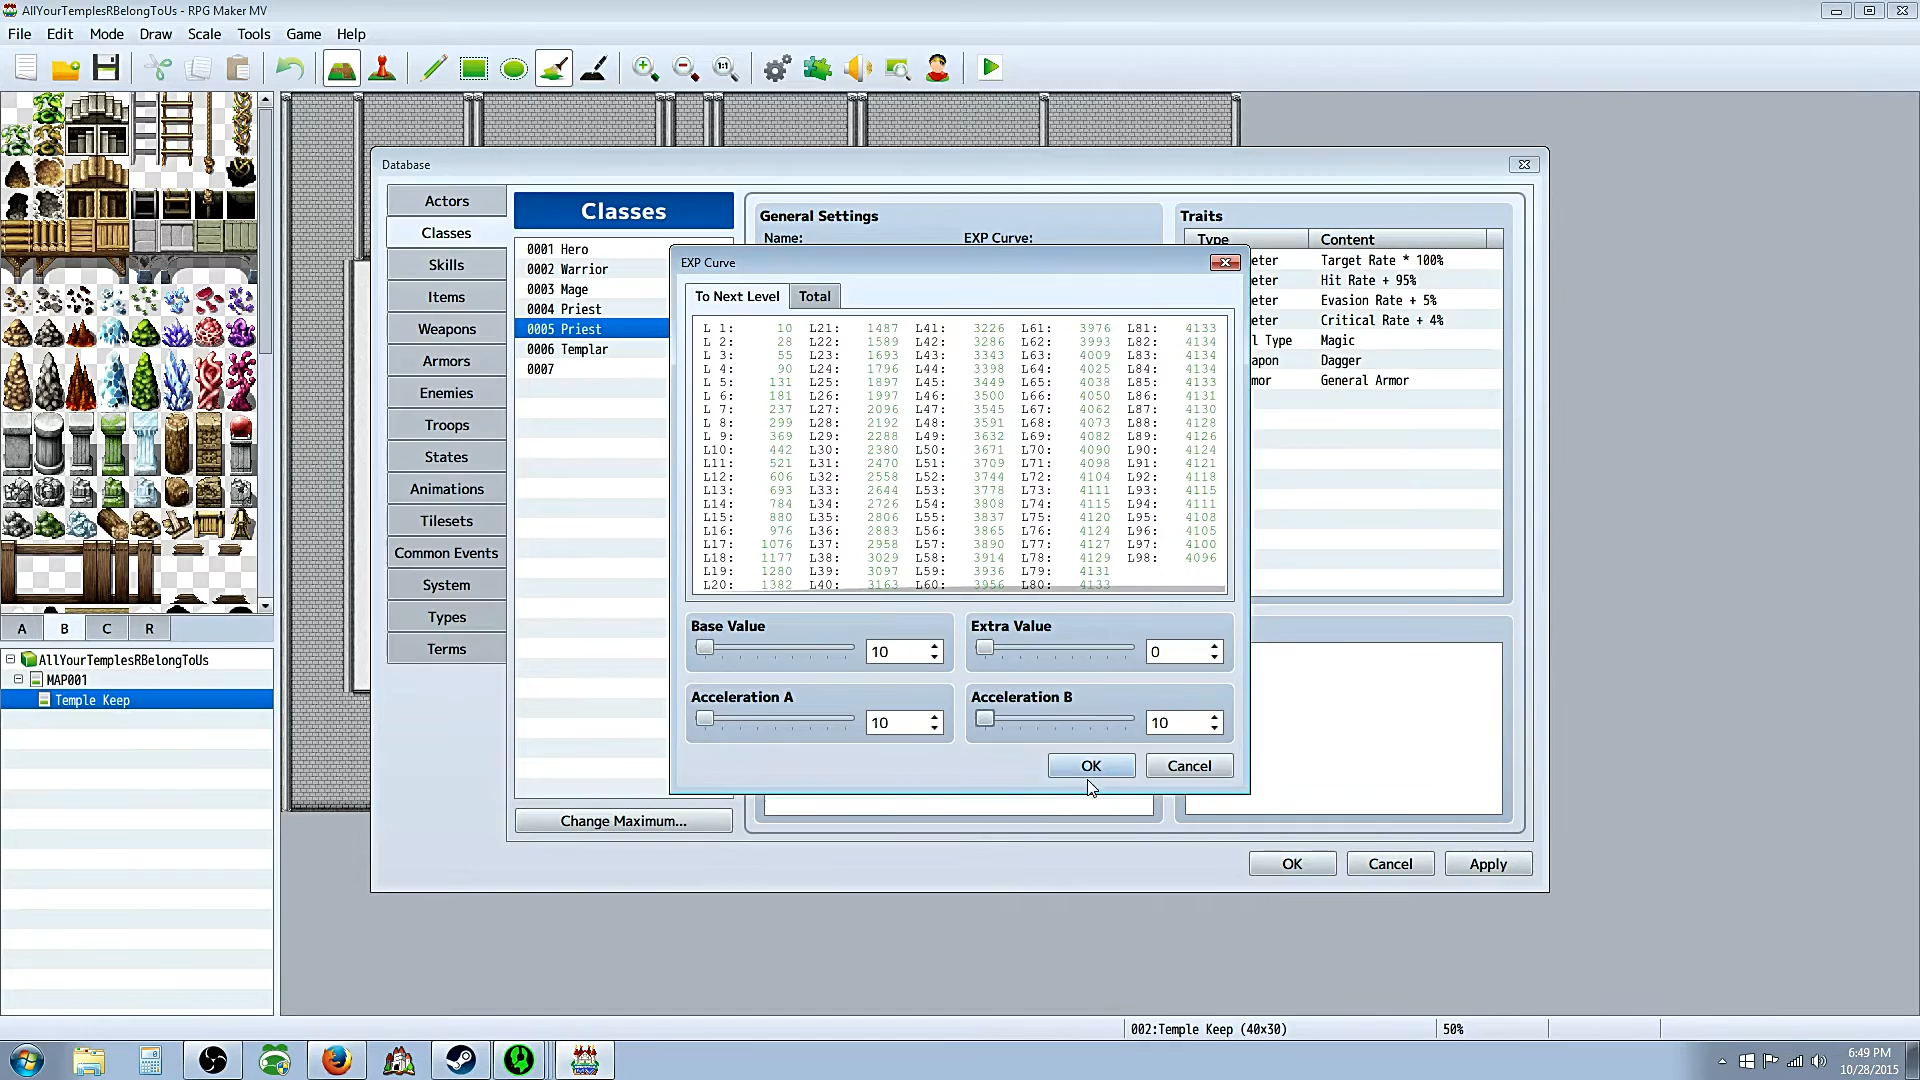 AllYourTemplesRBelongToUs - RPG Maker MV
File Edit Mode Draw Scale Tools Game Help
1:1
Database
Actors
Classes
Skills
Items
Weapons
Armors
Enemies
Troops
States
Animations
Tilesets
Common Events
System
Types
Terms
Classes
0001 Hero
0002 Warrior
0003 Mage
0004 Priest
0005 Priest
0006 Templar
0007
Change Maximum...
General Settings
Name: EXP Curve:
Traits
Type Content
eter Target Rate * 100%
eter Hit Rate + 95%
eter Evasion Rate + 5%
eter Critical Rate + 4%
l Type Magic
apon Dagger
mor General Armor
EXP Curve
To Next Level Total
L 1: 10 L21: 1487 L41: 3226 L61: 3976 L81: 4133
L 2: 28 L22: 1589 L42: 3286 L62: 3993 L82: 4134
L 3: 55 L23: 1693 L43: 3343 L63: 4009 L83: 4134
L 4: 90 L24: 1796 L44: 3398 L64: 4025 L84: 4134
L 5: 131 L25: 1897 L45: 3449 L65: 4038 L85: 4133
L 6: 181 L26: 1997 L46: 3500 L66: 4050 L86: 4131
L 7: 237 L27: 2096 L47: 3545 L67: 4062 L87: 4130
L 8: 299 L28: 2192 L48: 3591 L68: 4073 L88: 4128
L 9: 369 L29: 2288 L49: 3632 L69: 4082 L89: 4126
L10: 442 L30: 2380 L50: 3671 L70: 4090 L90: 4124
L11: 521 L31: 2470 L51: 3709 L71: 4098 L91: 4121
L12: 606 L32: 2558 L52: 3744 L72: 4104 L92: 4118
L13: 693 L33: 2644 L53: 3778 L73: 4111 L93: 4115
L14: 784 L34: 2726 L54: 3808 L74: 4115 L94: 4111
L15: 880 L35: 2806 L55: 3837 L75: 4120 L95: 4108
L16: 976 L36: 2883 L56: 3865 L76: 4124 L96: 4105
L17: 1076 L37: 2958 L57: 3890 L77: 4127 L97: 4100
L18: 1177 L38: 3029 L58: 3914 L78: 4129 L98: 4096
L19: 1280 L39: 3097 L59: 3936 L79: 4131
L20: 1382 L40: 3163 L60: 3956 L80: 4133
Base Value
10
Extra Value
0
Acceleration A
10
Acceleration B
10
OK Cancel
OK Cancel Apply
A B C R
AllYourTemplesRBelongToUs
MAP001
Temple Keep
002:Temple Keep (40x30) 50%
6:49 PM
10/28/2015